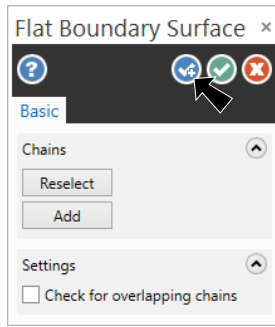 Flat Boundary Surface ×
?
Basic
Chains
Reselect
Add
Settings
Check for overlapping chains